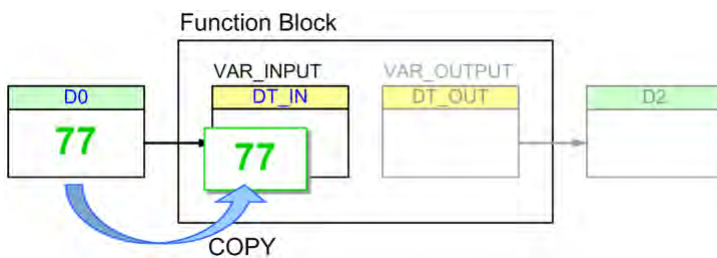 Function Block
VAR_INPUT
VAR_OUTPUT
D0
DT_IN
DT_OUT
D2
77
77
COPY